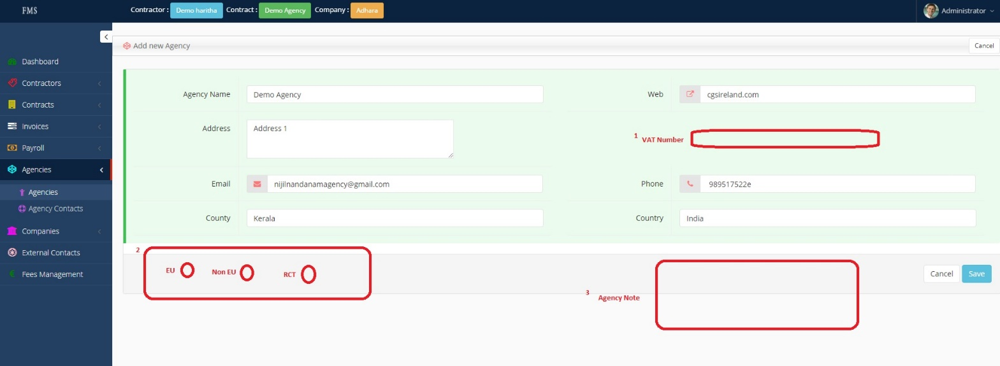 FMS
Contractor : Demo haritha Contract : Demo Agency Company : Adhara
Administrator
Add new Agency
Cancel
Dashboard
Contractors
Contracts
Invoices
Payroll
Agencies
Agencies
Agency Contacts
Companies
External Contacts
Fees Management
Agency Name Demo Agency
Web cgsireland.com
Address Address 1
1 VAT Number
Email nijilnandanamagency@gmail.com
Phone 989517522e
County Kerala
Country India
2
EU Non EU RCT
3 Agency Note
Cancel Save